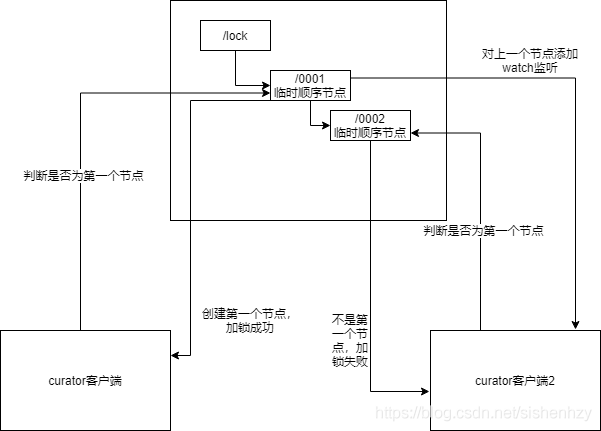 /lock
/0001
临时顺序节点
对上一个节点添加
watch监听
/0002
临时顺序节点
判断是否为第一个节点
判断是否为第一个节点
创建第一个节点,
加锁成功
不是第
一个节
点，加
锁失败
curator客户端
curator客户端2
https://blog.csdn.net/sishenhzy